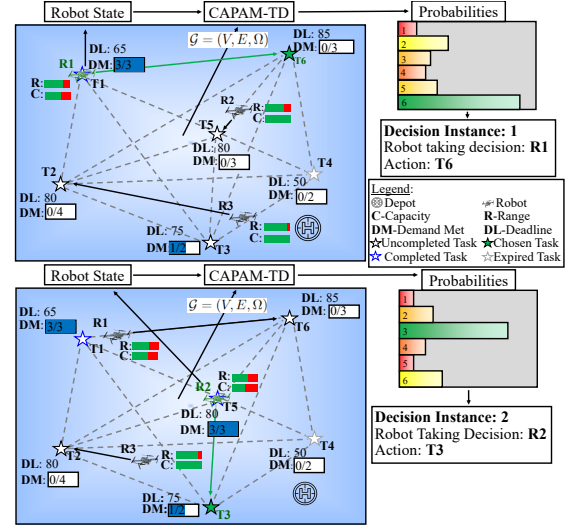 Robot State
CAPAM-TD
Probabilities
DL: 65
DM: 3/3
R1
T1
R:
C:
𝒢 = (V, E, Ω)
DL: 85
DM: 0/3
T6
R2
R:
C:
T5
DL: 80
DM:
0/3
T4
DL: 50
DM:
0/2
T2
DL: 80
DM:
0/4
R3
R:
C:
DL: 75
DM:
1/2
T3
1
2
3
4
5
6
Decision Instance: 1
Robot taking decision: R1
Action: T6
Legend:
Depot
Robot
C-Capacity
R-Range
DM-Demand Met
DL-Deadline
Uncompleted Task
Chosen Task
Completed Task
Expired Task
Robot State
CAPAM-TD
Probabilities
DL: 65
DM:
3/3
R1
T1
R:
C:
𝒢 = (V, E, Ω)
DL: 85
DM:
0/3
T6
R2
R:
C:
T5
DL: 80
DM:
3/3
T4
DL: 50
DM:
0/2
T2
DL: 80
DM:
0/4
R3
R:
C:
DL: 75
DM:
1/2
T3
1
2
3
4
5
6
Decision Instance: 2
Robot Taking Decision: R2
Action: T3